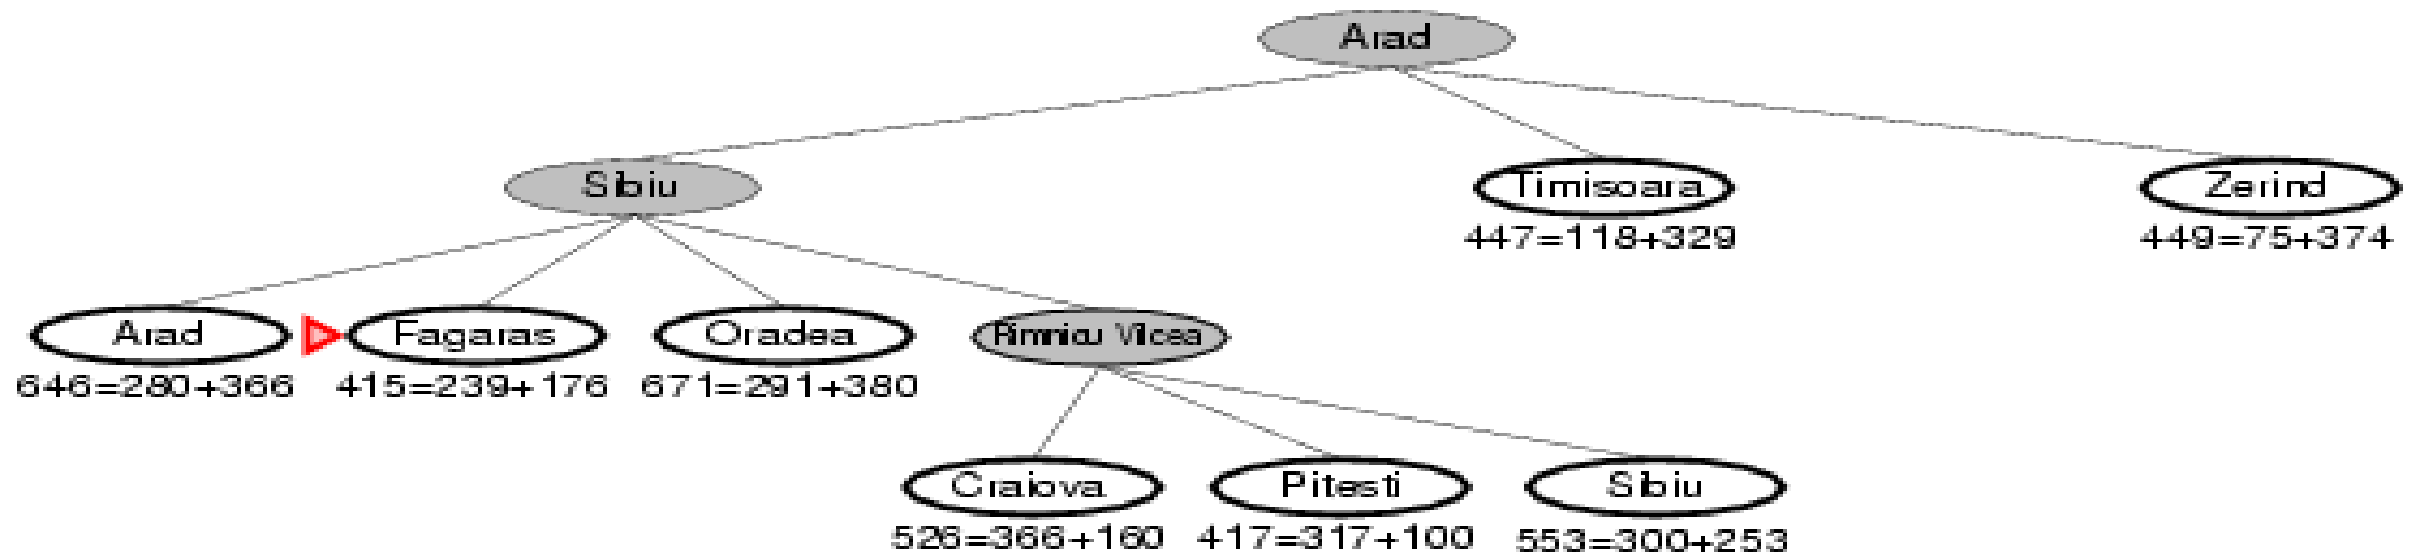 Arad
Sibiu
Timisoara
Zerind
447=118+329
449=75+374
Arad
Fagaras
Oradea
Rimnicu Vilcea
646=280+366
415=239+176
671=291+380
Craiova
Pitesti
Sibiu
526=366+160
417=317+100
553=300+253